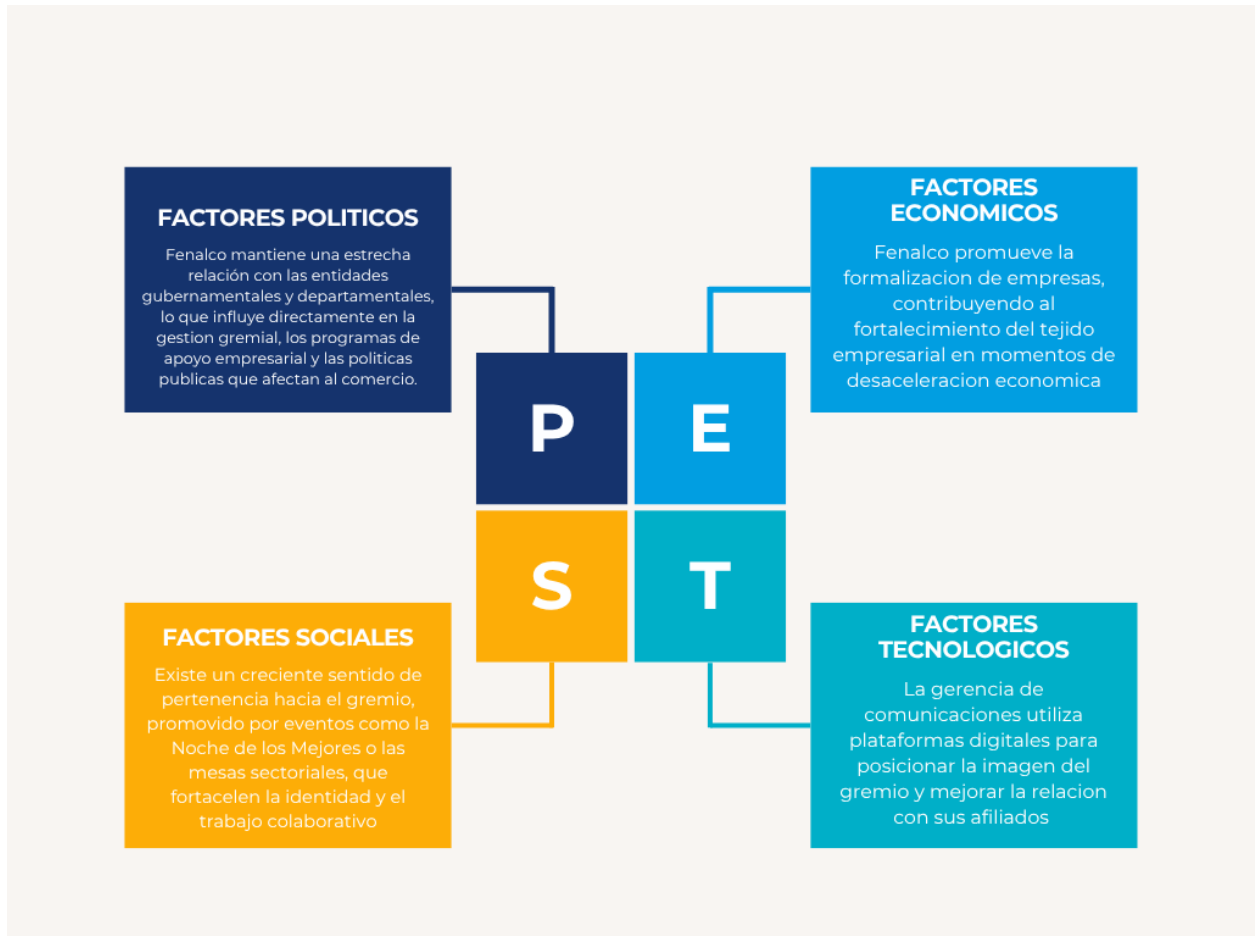 FACTORES POLITICOS
Fenalco mantiene una estrecha
relación con las entidades
gubernamentales y departamentales,
lo que influye directamente en la
gestion gremial, los programas de
apoyo empresarial y las politicas
publicas que afectan al comercio.
FACTORES
ECONOMICOS
Fenalco promueve la
formalizacion de empresas,
contribuyendo al
fortalecimiento del tejido
empresarial en momentos de
desaceleracion economica
P
E
S
T
FACTORES SOCIALES
Existe un creciente sentido de
pertenencia hacia el gremio,
promovido por eventos como la
Noche de los Mejores o las
mesas sectoriales, que
fortacelen la identidad y el
trabajo colaborativo
FACTORES
TECNOLOGICOS
La gerencia de
comunicaciones utiliza
plataformas digitales para
posicionar la imagen del
gremio y mejorar la relacion
con sus afiliados